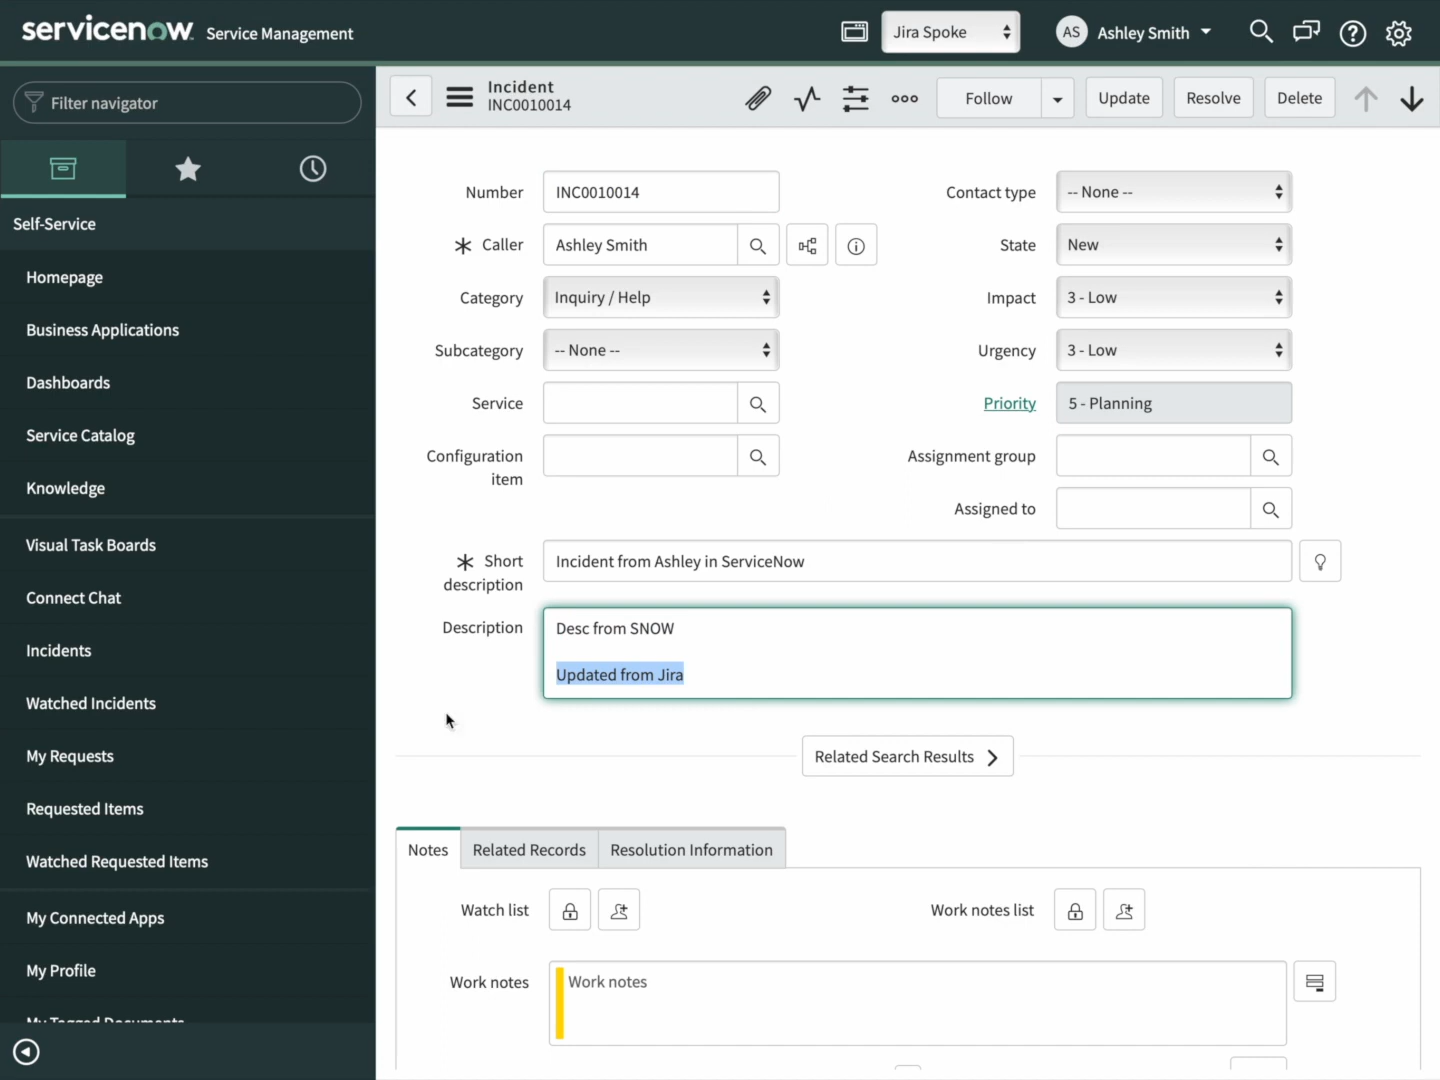 servicenow Service Management
Jira Spoke
AS Ashley Smith
Filter navigator
Self-Service
Homepage
Business Applications
Dashboards
Service Catalog
Knowledge
Visual Task Boards
Connect Chat
Incidents
Watched Incidents
My Requests
Requested Items
Watched Requested Items
My Connected Apps
My Profile
My Tagged Documents
Incident
INC0010014
Follow
Update
Resolve
Delete
Number INC0010014
Contact type -- None --
Caller Ashley Smith
State New
Category Inquiry / Help
Impact 3 - Low
Subcategory -- None --
Urgency 3 - Low
Service
Priority 5 - Planning
Configuration
item
Assignment group
Assigned to
Short Incident from Ashley in ServiceNow
description
Description Desc from SNOW
Updated from Jira
Related Search Results
Notes Related Records Resolution Information
Watch list
Work notes list
Work notes Work notes